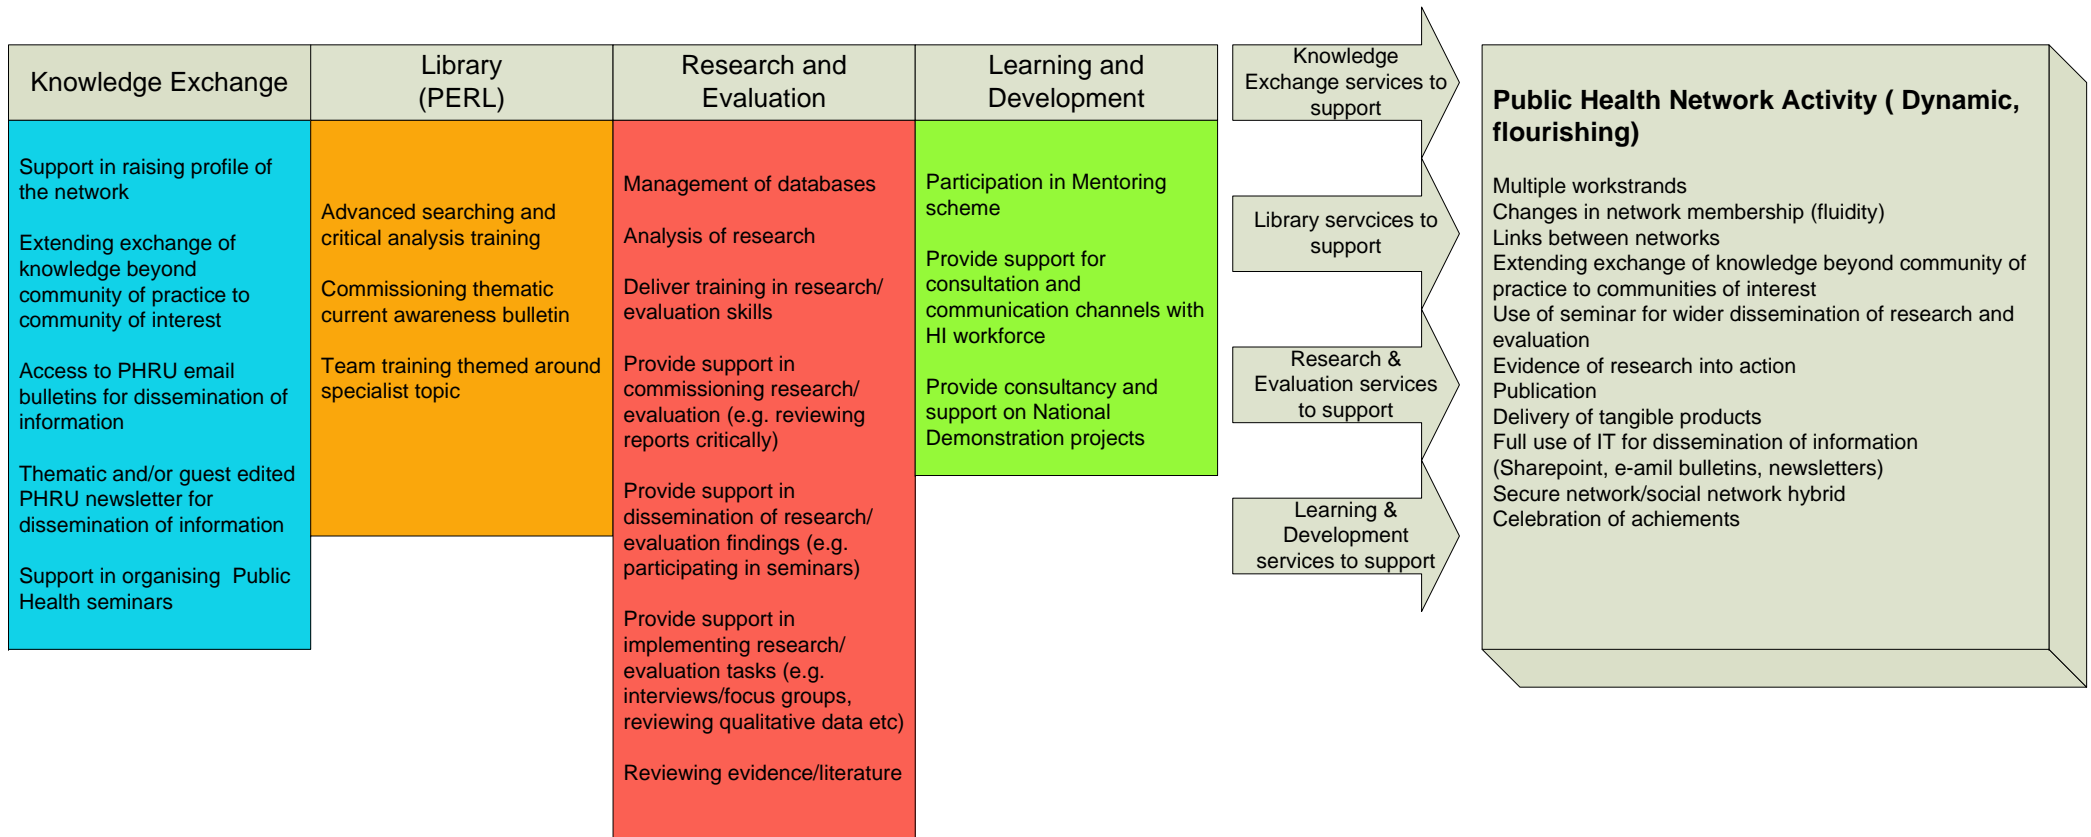 Knowledge Exchange
Support in raising profile of
the network
Extending exchange of
knowledge beyond
community of practice to
community of interest
Access to PHRU email
bulletins for dissemination of
information
Thematic and/or guest edited
PHRU newsletter for
dissemination of information
Support in organising  Public
Health seminars
Library
(PERL)
Advanced searching and
critical analysis training
Commissioning thematic
current awareness bulletin
Team training themed around
specialist topic
Research and
Evaluation
Management of databases
Analysis of research
Deliver training in research/
evaluation skills
Provide support in
commissioning research/
evaluation (e.g. reviewing
reports critically)
Provide support in
dissemination of research/
evaluation findings (e.g.
participating in seminars)
Provide support in
implementing research/
evaluation tasks (e.g.
interviews/focus groups,
reviewing qualitative data etc)
Reviewing evidence/literature
Learning and
Development
Participation in Mentoring
scheme
Provide support for
consultation and
communication channels with
HI workforce
Provide consultancy and
support on National
Demonstration projects
Knowledge
Exchange services to
support
Library servcices to
support
Research &
Evaluation services
to support
Learning &
Development
services to support
Public Health Network Activity ( Dynamic,
flourishing)
Multiple workstrands
Changes in network membership (fluidity)
Links between networks
Extending exchange of knowledge beyond community of
practice to communities of interest
Use of seminar for wider dissemination of research and
evaluation
Evidence of research into action
Publication
Delivery of tangible products
Full use of IT for dissemination of information
(Sharepoint, e-amil bulletins, newsletters)
Secure network/social network hybrid
Celebration of achiements